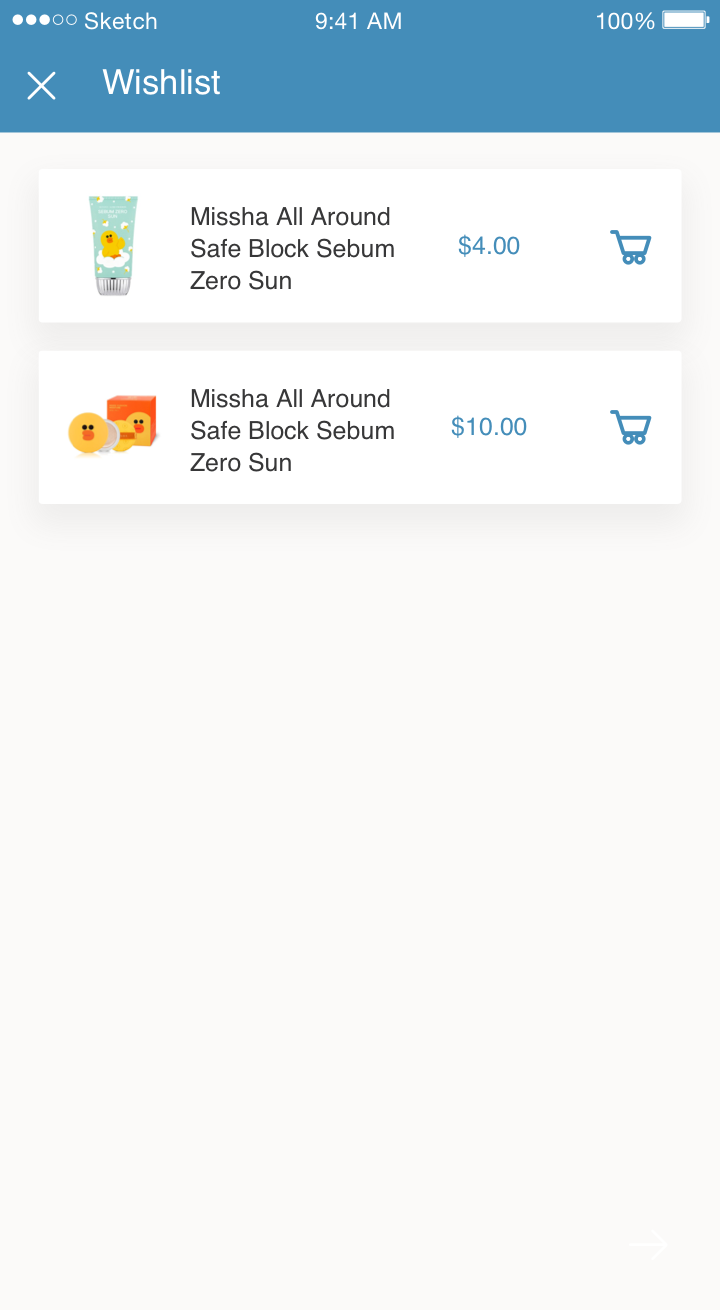 Sketch 9:41 AM 100%
Wishlist
Missha All Around
Safe Block Sebum
Zero Sun
$4.00
Missha All Around
Safe Block Sebum
Zero Sun
$10.00